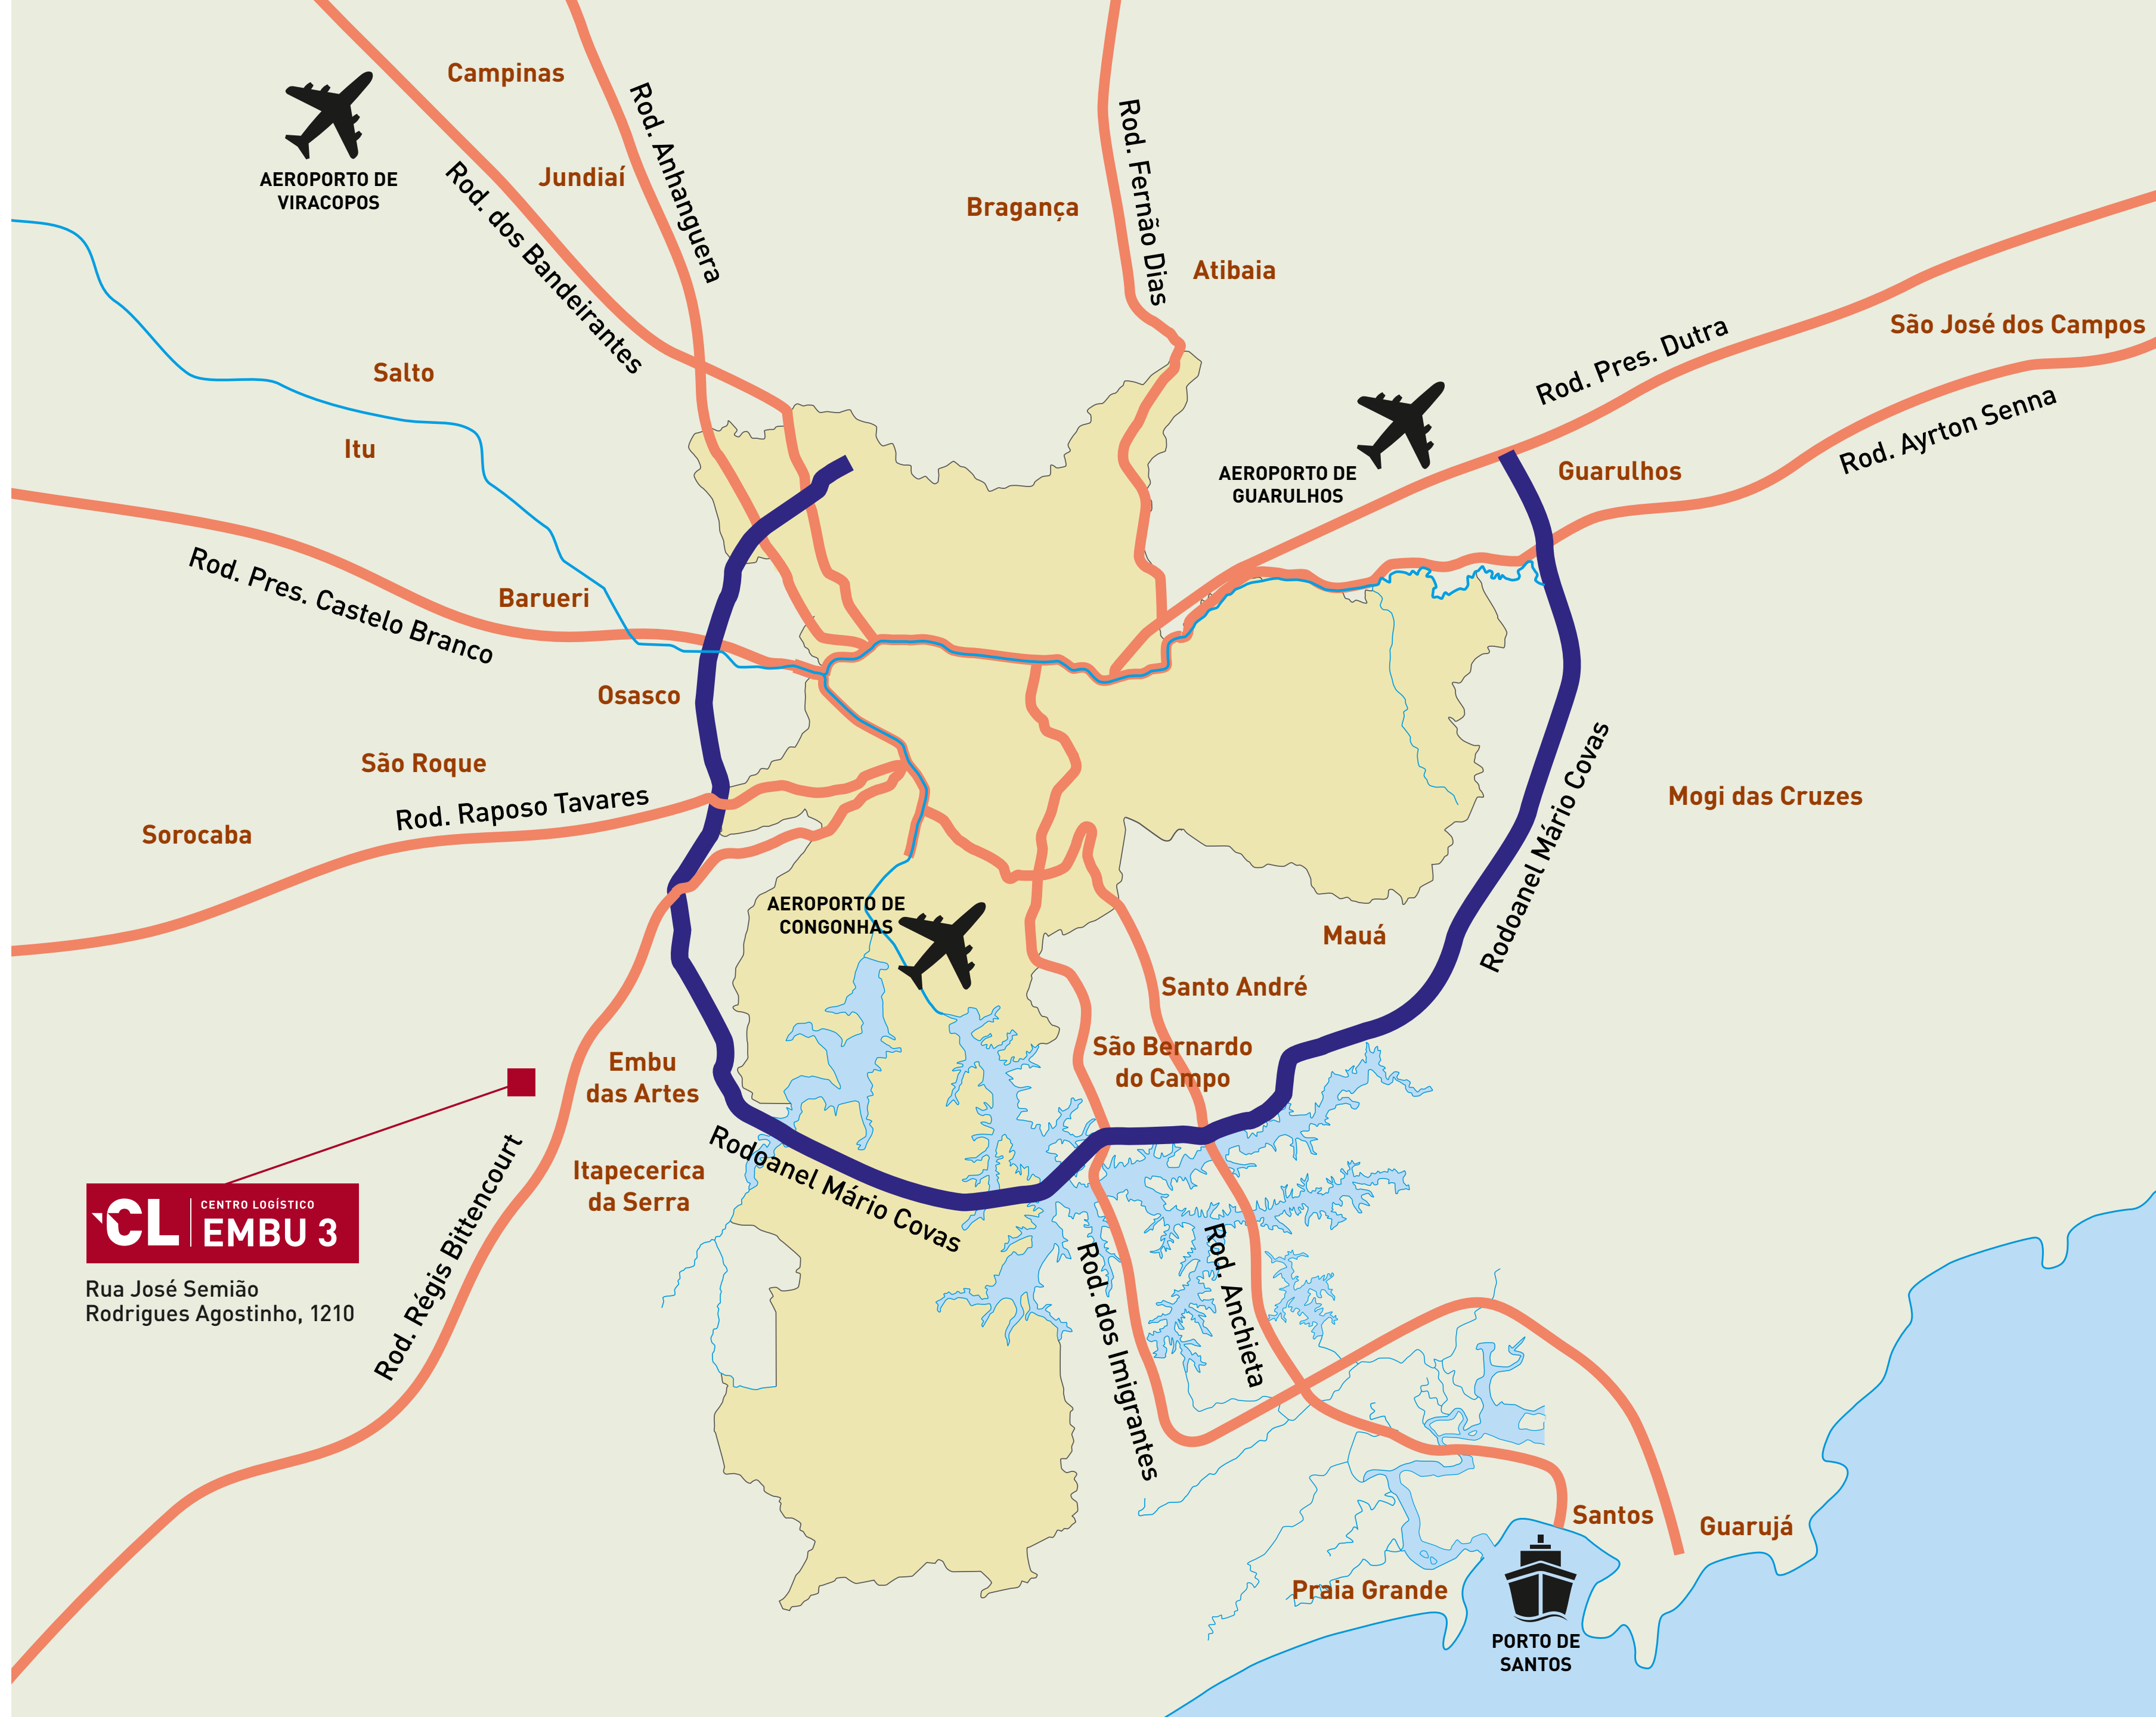 Campinas
AEROPORTO DE
VIRACOPOS
Jundiaí
Rod. Anhanguera
Rod. dos Bandeirantes
Bragança
Rod. Fernão Dias
Atibaia
São José dos Campos
Rod. Pres. Dutra
Rod. Ayrton Senna
Salto
Itu
AEROPORTO DE
GUARULHOS
Guarulhos
Rod. Pres. Castelo Branco
Barueri
Osasco
São Roque
Rod. Raposo Tavares
Sorocaba
Mogi das Cruzes
Rodoanel Mário Covas
AEROPORTO DE
CONGONHAS
Mauá
Santo André
São Bernardo
do Campo
Embu
das Artes
Rodoanel Mário Covas
Itapecerica
da Serra
CL
CENTRO LOGÍSTICO
EMBU 3
Rua José Semião
Rodrigues Agostinho, 1210
Rod. Régis Bittencourt
Rod. dos Imigrantes
Rod. Anchieta
Santos
Guarujá
Praia Grande
PORTO DE
SANTOS